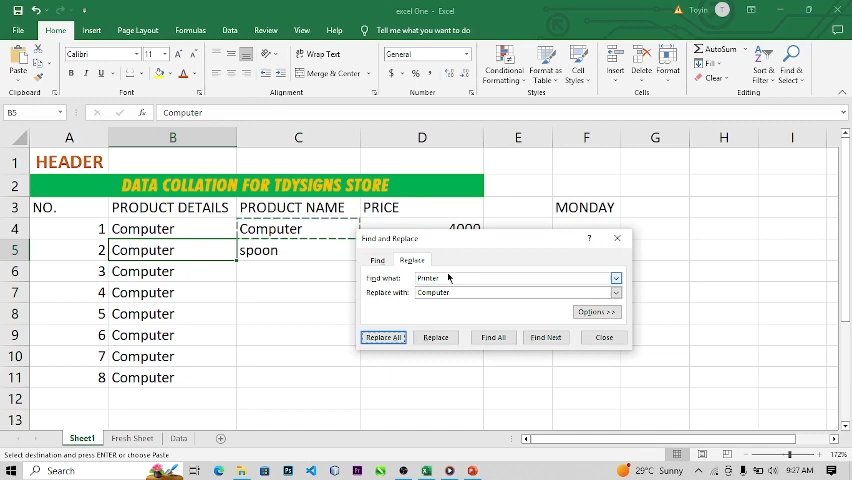 excel One - Excel
Toyin
T
File
Home
Insert
Page Layout
Formulas
Data
Review
View
Help
Tell me what you want to do
Paste
Calibri
11
Wrap Text
Merge & Center
General
Conditional Formatting
Format as Table
Cell Styles
Insert
Delete
Format
AutoSum
Fill
Clear
Sort & Filter
Find & Select
Clipboard
Font
Alignment
Number
Styles
Cells
Editing
B5
Computer
A B C D E F G H I
1 HEADER
2 DATA COLLATION FOR TDYSIGNS STORE
3 NO. PRODUCT DETAILS PRODUCT NAME PRICE MONDAY
4 1 Computer Computer 4000
5 2 Computer spoon
6 3 Computer
7 4 Computer
8 5 Computer
9 6 Computer
10 7 Computer
11 8 Computer
12
13
Find and Replace
Find Replace
Find what: Printer
Replace with: Computer
Options >>
Replace All Replace Find All Find Next Close
Sheet1 Fresh Sheet Data
Select destination and press ENTER or choose Paste
172%
Search
29°C Sunny
9:27 AM